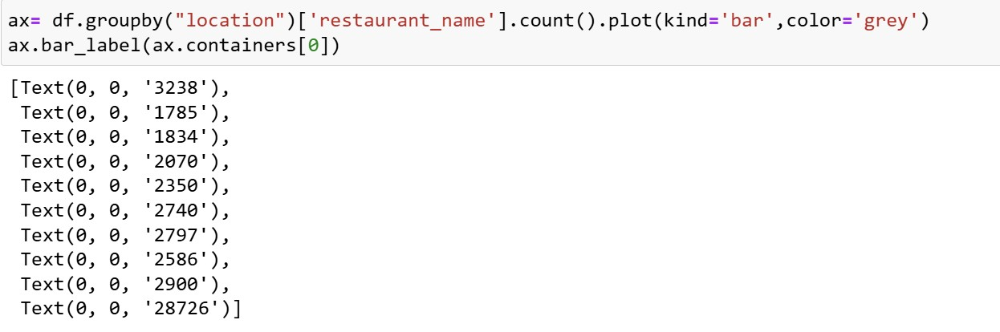 ax= df.groupby("location")['restaurant_name'].count().plot(kind='bar',color='grey')
ax.bar_label(ax.containers[0])
[Text(0, 0, '3238'),
 Text(0, 0, '1785'),
 Text(0, 0, '1834'),
 Text(0, 0, '2070'),
 Text(0, 0, '2350'),
 Text(0, 0, '2740'),
 Text(0, 0, '2797'),
 Text(0, 0, '2586'),
 Text(0, 0, '2900'),
 Text(0, 0, '28726')]